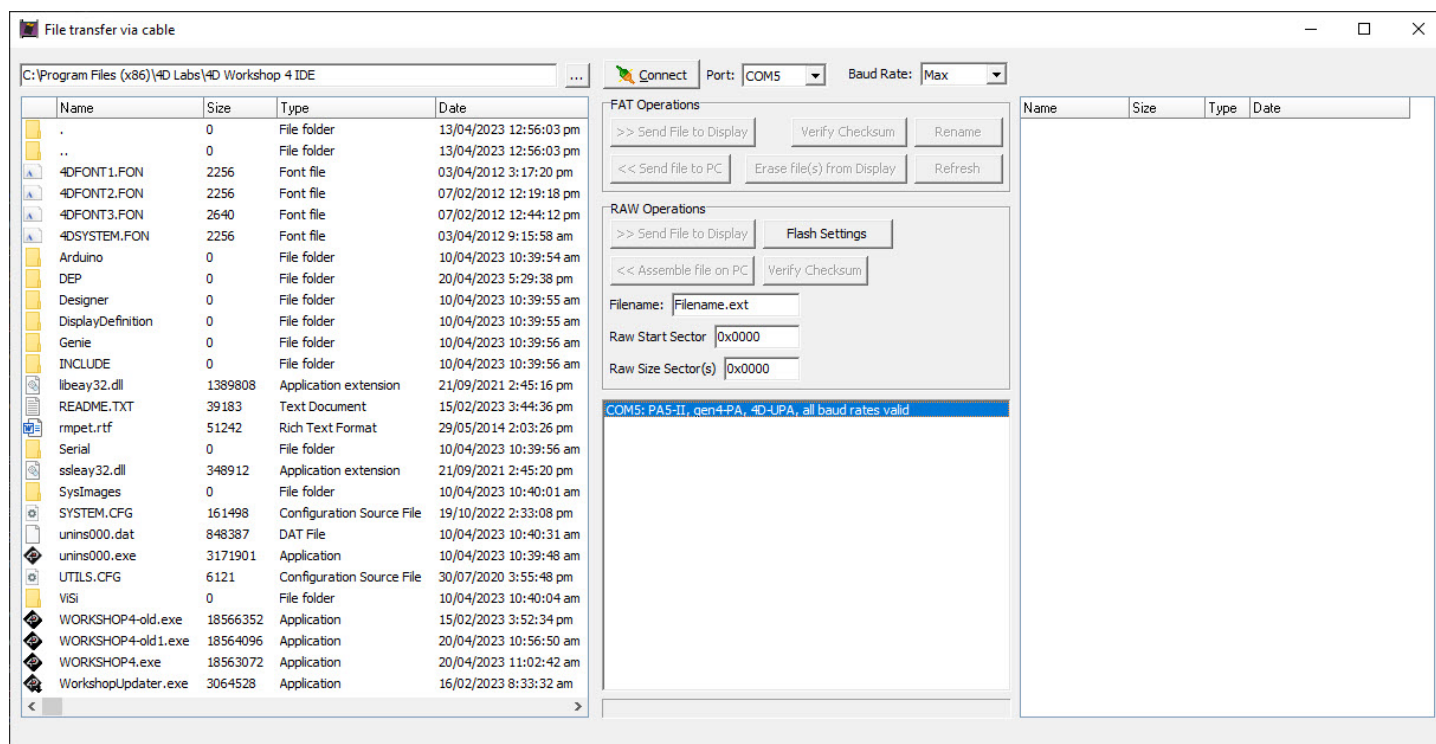 File transfer via cable
C:\Program Files (x86)\4D Labs\4D Workshop 4 IDE ... Connect Port: COM5 Baud Rate: Max
Name Size Type Date
. 0 File folder 13/04/2023 12:56:03 pm
.. 0 File folder 13/04/2023 12:56:03 pm
4DFONT1.FON 2256 Font file 03/04/2012 3:17:20 pm
4DFONT2.FON 2256 Font file 07/02/2012 12:19:18 pm
4DFONT3.FON 2640 Font file 07/02/2012 12:44:12 pm
4DSYSTEM.FON 2256 Font file 03/04/2012 9:15:58 am
Arduino 0 File folder 10/04/2023 10:39:54 am
DEP 0 File folder 20/04/2023 5:29:38 pm
Designer 0 File folder 10/04/2023 10:39:55 am
DisplayDefinition 0 File folder 10/04/2023 10:39:55 am
Genie 0 File folder 10/04/2023 10:39:56 am
INCLUDE 0 File folder 10/04/2023 10:39:56 am
libeay32.dll 1389808 Application extension 21/09/2021 2:45:16 pm
README.TXT 39183 Text Document 15/02/2023 3:44:36 pm
rmpet.rtf 51242 Rich Text Format 29/05/2014 2:03:26 pm
Serial 0 File folder 10/04/2023 10:39:56 am
ssleay32.dll 348912 Application extension 21/09/2021 2:45:20 pm
SysImages 0 File folder 10/04/2023 10:40:01 am
SYSTEM.CFG 161498 Configuration Source File 19/10/2022 2:33:08 pm
unins000.dat 848387 DAT File 10/04/2023 10:40:31 am
unins000.exe 3171901 Application 10/04/2023 10:39:48 am
UTILS.CFG 6121 Configuration Source File 30/07/2020 3:55:48 pm
ViSi 0 File folder 10/04/2023 10:40:04 am
WORKSHOP4-old.exe 18566352 Application 15/02/2023 3:52:34 pm
WORKSHOP4-old1.exe 18564096 Application 20/04/2023 10:56:50 am
WORKSHOP4.exe 18563072 Application 20/04/2023 11:02:42 am
WorkshopUpdater.exe 3064528 Application 16/02/2023 8:33:32 am
FAT Operations
>> Send File to Display Verify Checksum Rename
<< Send file to PC Erase file(s) from Display Refresh
RAW Operations
>> Send File to Display Flash Settings
<< Assemble file on PC Verify Checksum
Filename: Filename.ext
Raw Start Sector 0x0000
Raw Size Sector(s) 0x0000
COM5: PA5-II, gen4-PA, 4D-UPA, all baud rates valid
Name Size Type Date